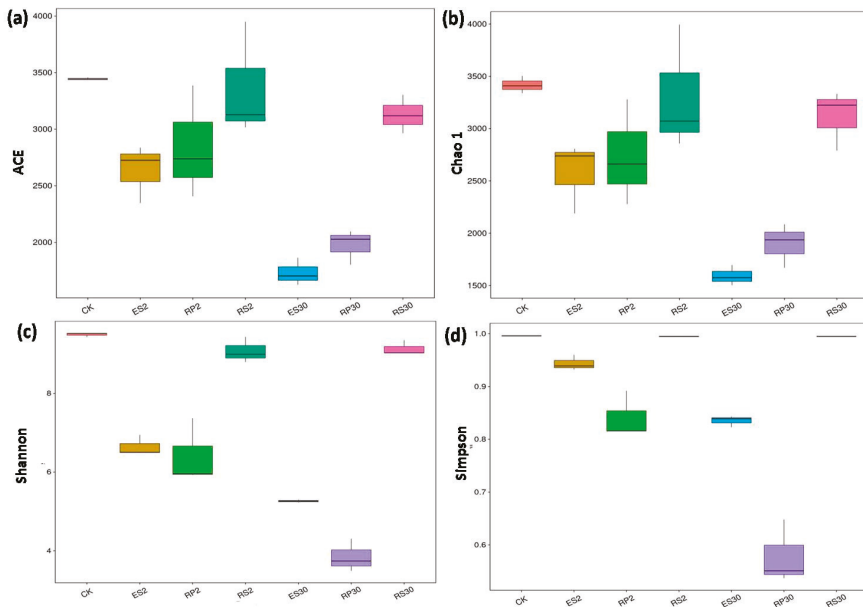 (a)
ACE
4000
3500
3000
2500
2000
CK ES2 RP2 RS2 ES30 RP30 RS30
(b)
Chao 1
4000
3500
3000
2500
2000
1500
CK ES2 RP2 RS2 ES30 RP30 RS30
(c)
Shannon
8
6
4
CK ES2 RP2 RS2 ES30 RP30 RS30
(d)
Simpson
1.0
0.9
0.8
0.7
0.6
CK ES2 RP2 RS2 ES30 RP30 RS30